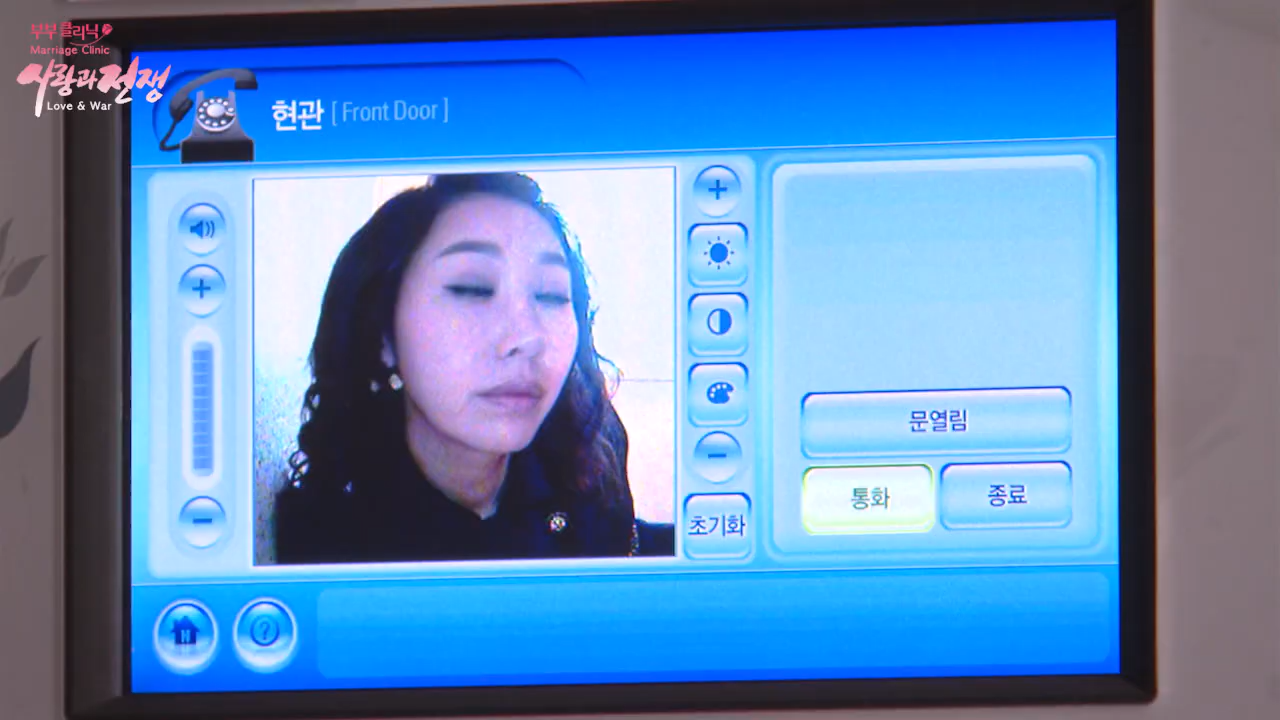 부부 클리닉
Marriage Clinic
사랑과 전쟁
Love & War
현관 [ Front Door ]
문열림
통화
종료
초기화